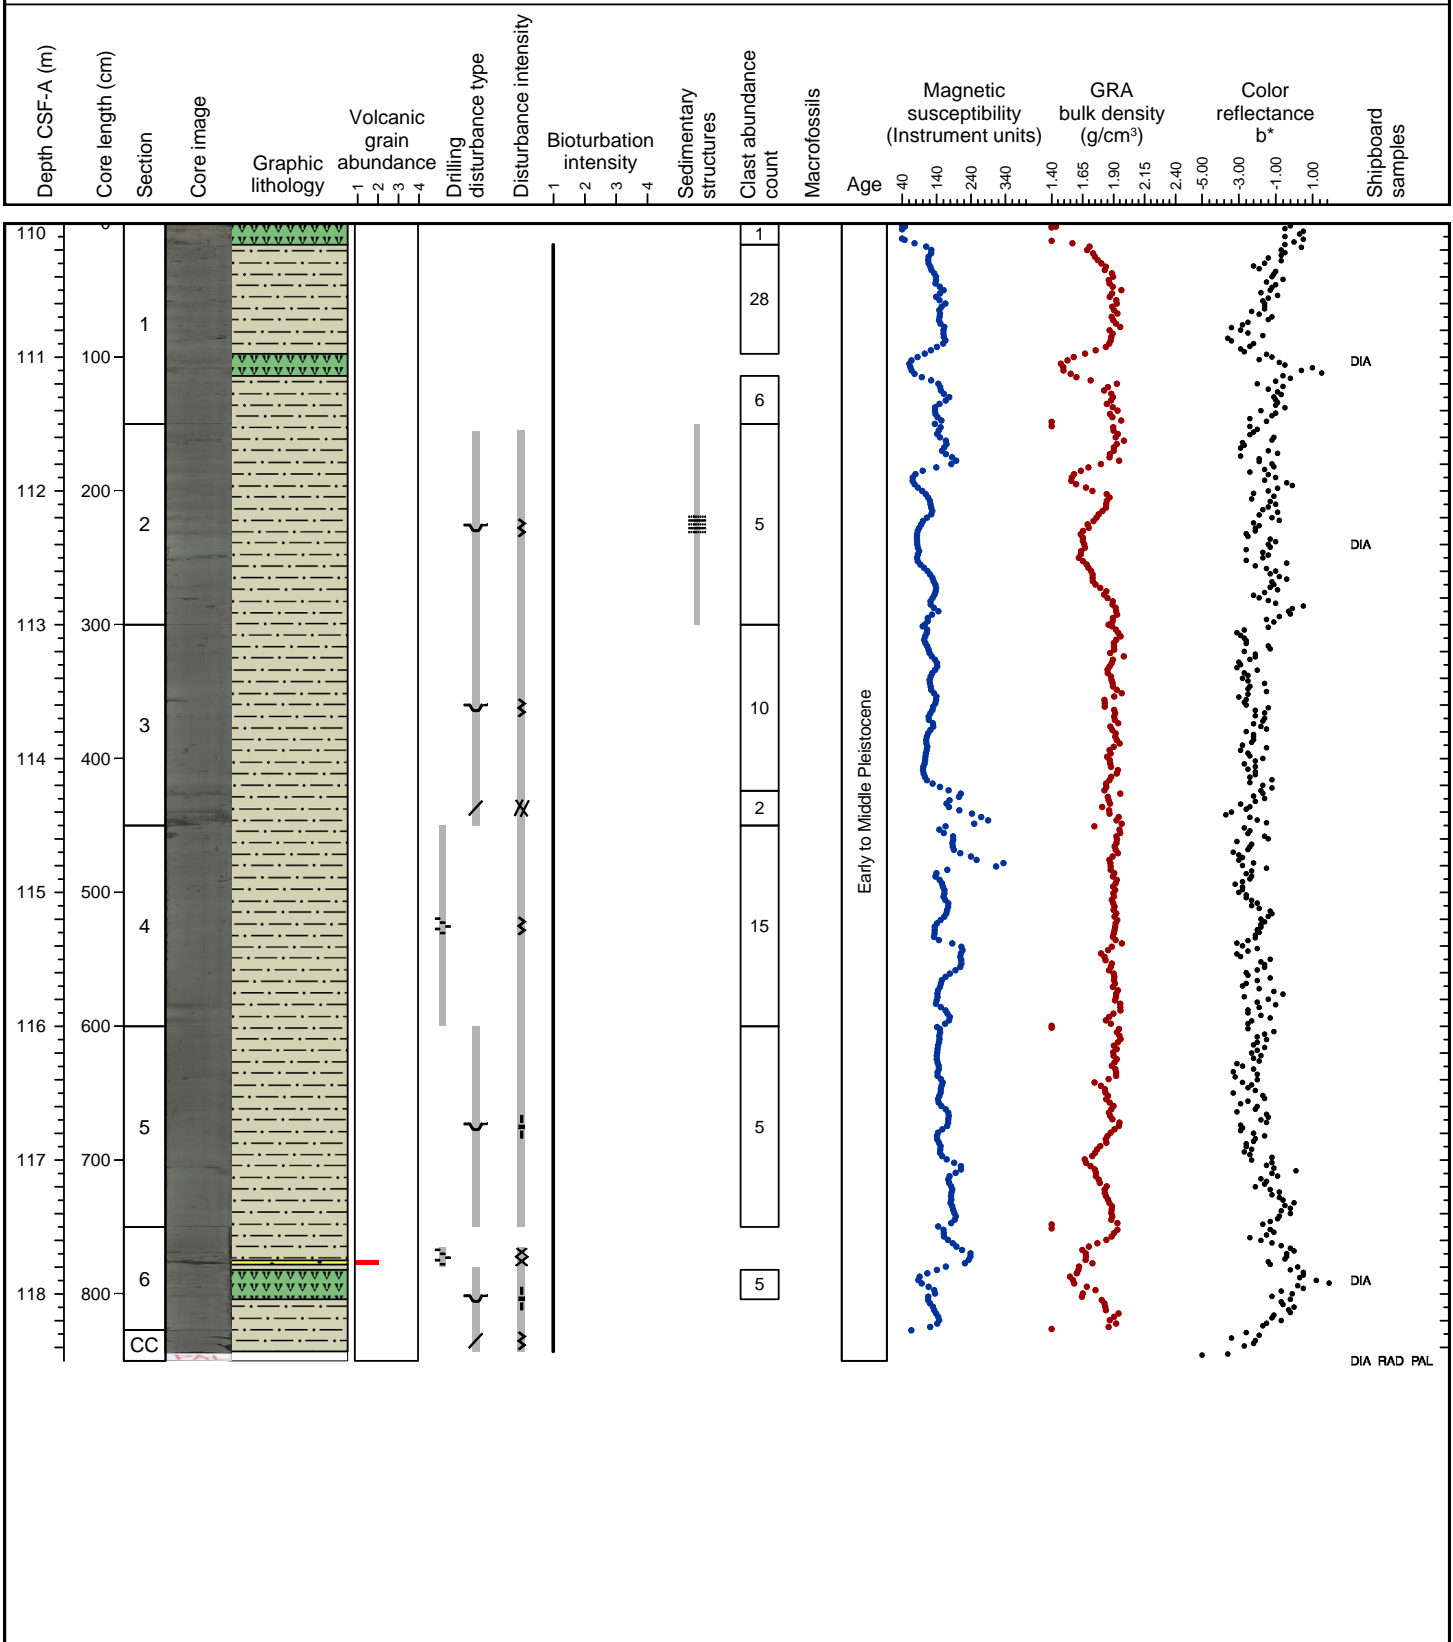 Depth CSF-A (m)
Core length (cm)
Section
Core image
Graphic
lithology
Volcanic
grain
abundance
1 2 3 4
Drilling
disturbance type
Disturbance intensity
Bioturbation
intensity
1 2 3 4
Sedimentary
structures
Clast abundance
count
Macrofossils
Age
Magnetic
susceptibility
(Instrument units)
40 140 240 340
GRA
bulk density
(g/cm³)
1.40 1.65 1.90 2.15 2.40
Color
reflectance
b*
-5.00 -3.00 -1.00 1.00
Shipboard
samples
110 0 1
28
1
111 100 DIA
6
112 200
2 5
DIA
113 300
3 10
114 400
2
Early to Middle Pleistocene
115 500
4 15
116 600
5 5
117 700
6 5 DIA
118 800
CC
PAL
DIA RAD PAL